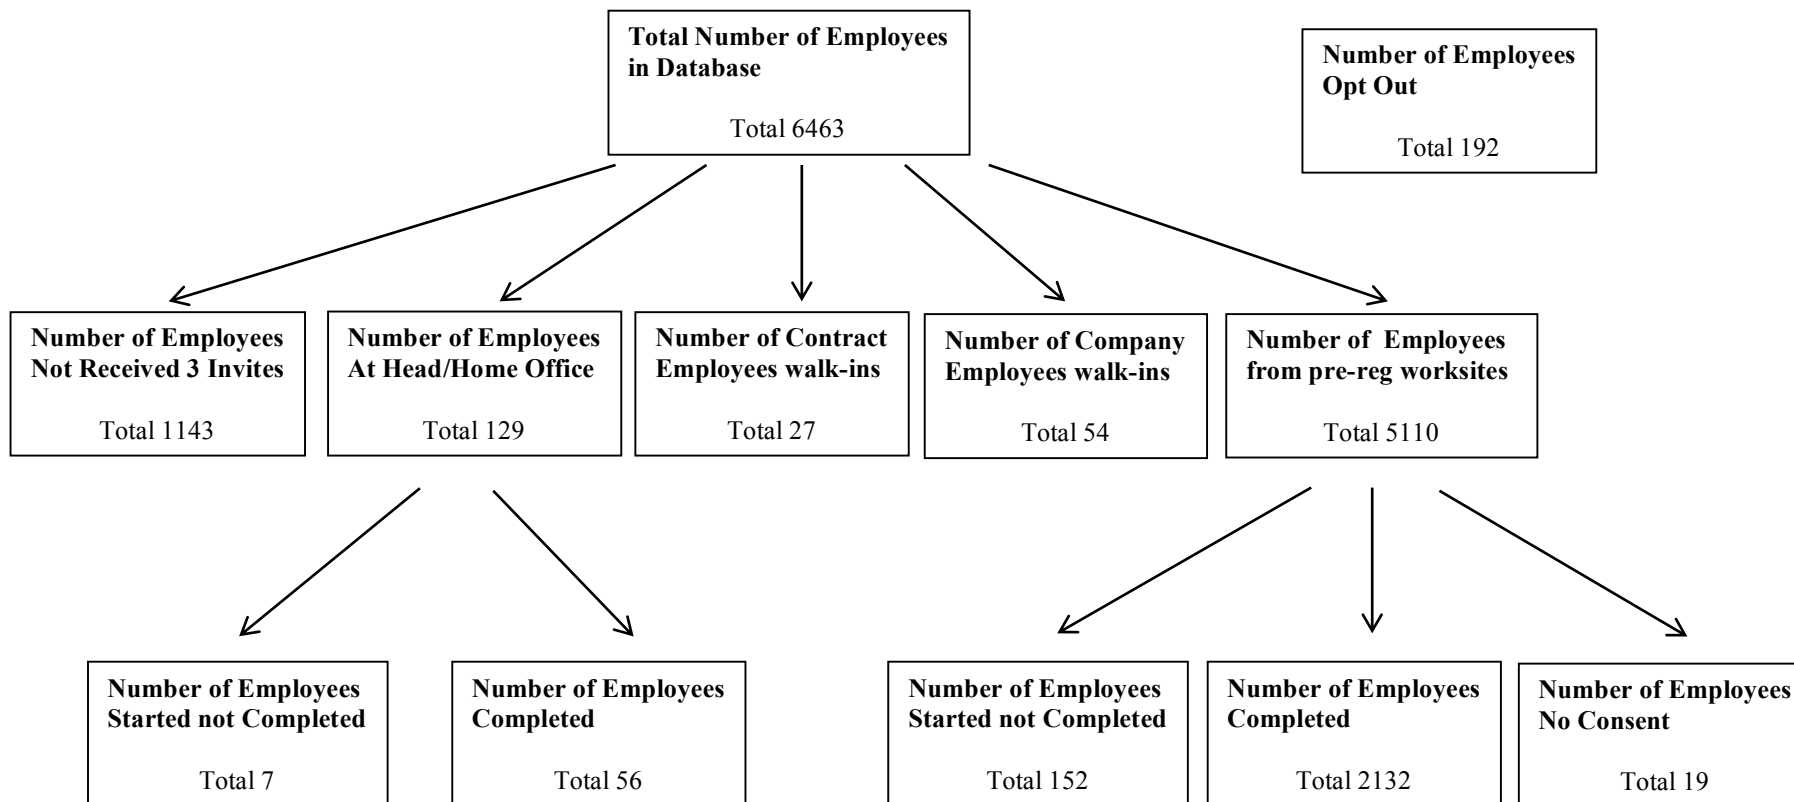 Total Number of Employees
in Database
Total 6463
Number of Employees
Opt Out
Total 192
Number of Employees
Not Received 3 Invites
Total 1143
Number of Employees
At Head/Home Office
Total 129
Number of Contract
Employees walk-ins
Total 27
Number of Company
Employees walk-ins
Total 54
Number of Employees
from pre-reg worksites
Total 5110
Number of Employees
Started not Completed
Total 7
Number of Employees
Completed
Total 56
Number of Employees
Started not Completed
Total 152
Number of Employees
Completed
Total 2132
Number of Employees
No Consent
Total 19